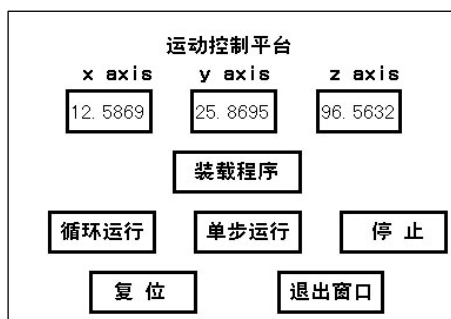 运动控制平台
x axis y axis z axis
12.5869 25.8695 96.5632
装载程序
循环运行 单步运行 停 止
复 位 退出窗口